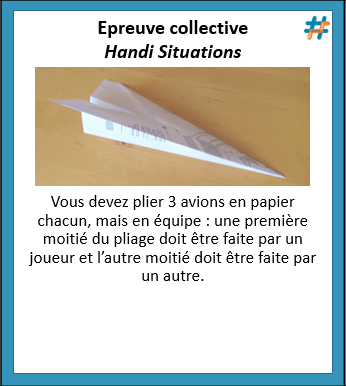 Epreuve collective
Handi Situations
Vous devez plier 3 avions en papier
chacun, mais en équipe : une première
moitié du pliage doit être faite par un
joueur et l’autre moitié doit être faite par
un autre.